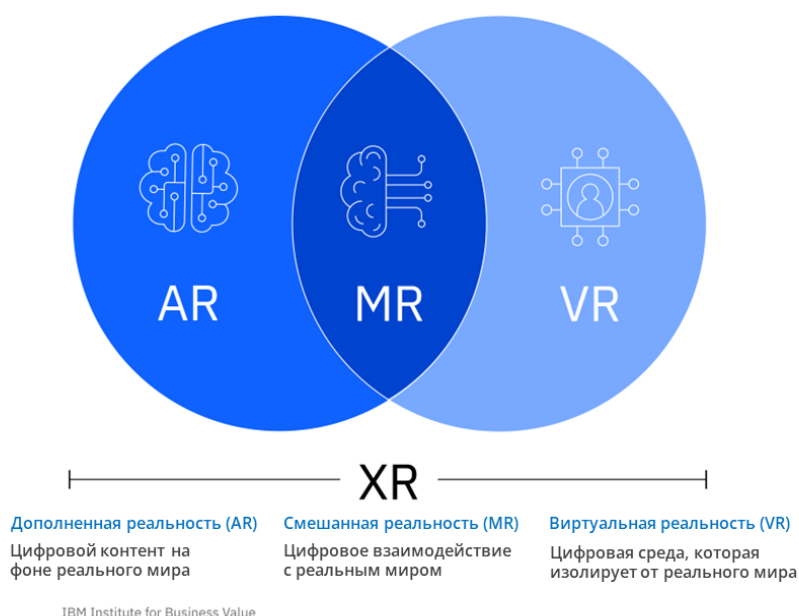 AR
MR
VR
XR
Дополненная реальность (AR)
Цифровой контент на
фоне реального мира
Смешанная реальность (MR)
Цифровое взаимодействие
с реальным миром
Виртуальная реальность (VR)
Цифровая среда, которая
изолирует от реального мира
IBM Institute for Business Value